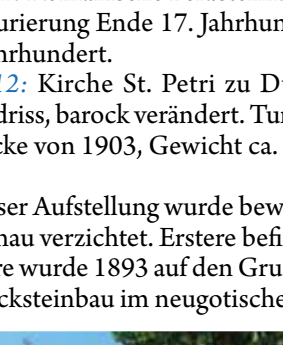 urierung Ende 17. Jahrhun
hrhundert.
12: Kirche St. Petri zu D
driss, barock verändert. Tur
cke von 1903, Gewicht ca.
ser Aufstellung wurde bew
nau verzichtet. Erstere befi
re wurde 1893 auf den Gru
cksteinbau im neugotische